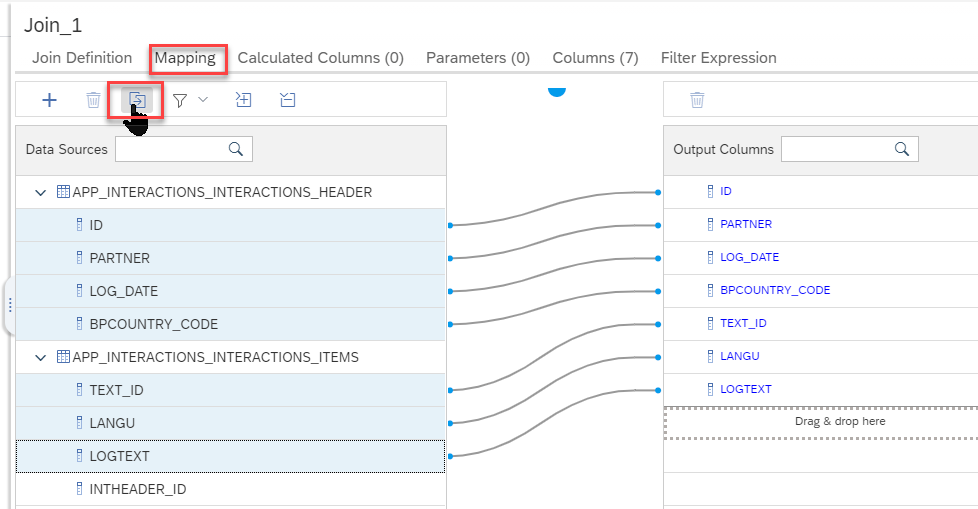 Join_1
Join Definition Mapping Calculated Columns (0) Parameters (0) Columns (7) Filter Expression
Data Sources
APP_INTERACTIONS_INTERACTIONS_HEADER
ID
PARTNER
LOG_DATE
BPCOUNTRY_CODE
APP_INTERACTIONS_INTERACTIONS_ITEMS
TEXT_ID
LANGU
LOGTEXT
INTHEADER_ID
Output Columns
ID
PARTNER
LOG_DATE
BPCOUNTRY_CODE
TEXT_ID
LANGU
LOGTEXT
Drag & drop here